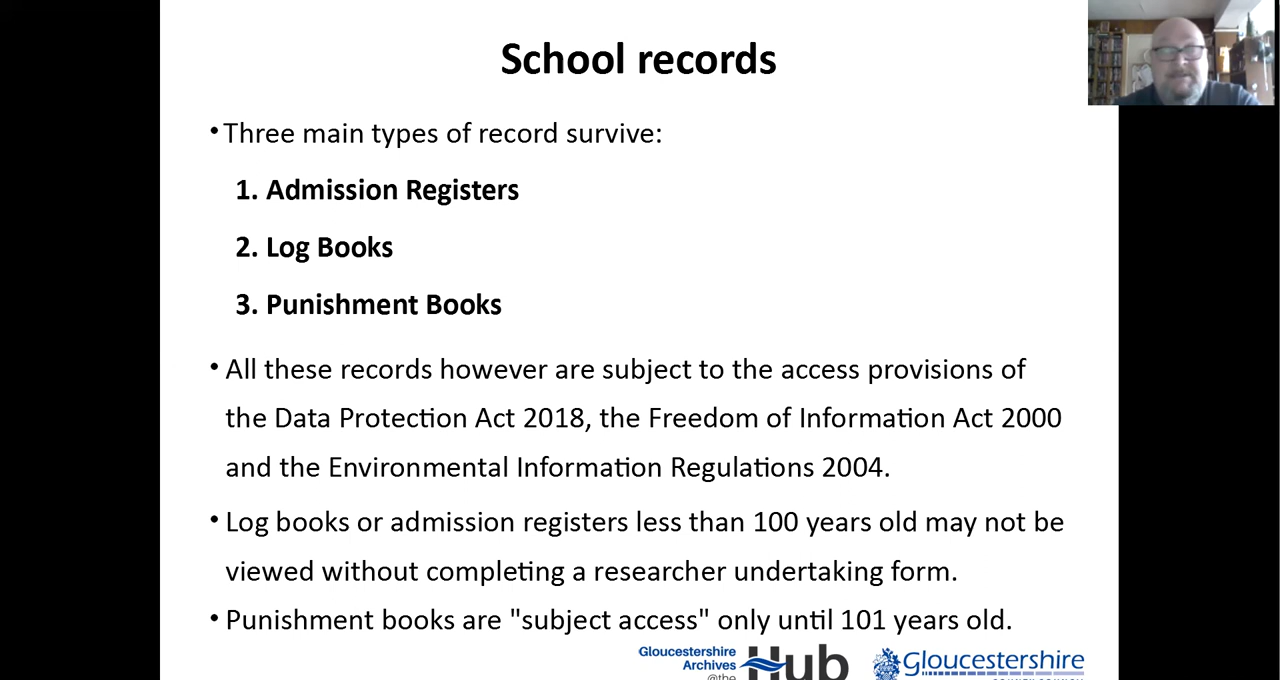 School records
• Three main types of record survive:
1. Admission Registers
2. Log Books
3. Punishment Books
• All these records however are subject to the access provisions of
the Data Protection Act 2018, the Freedom of Information Act 2000
and the Environmental Information Regulations 2004.
• Log books or admission registers less than 100 years old may not be
viewed without completing a researcher undertaking form.
• Punishment books are "subject access" only until 101 years old.
Gloucestershire
Archives
@the
Hub
Gloucestershire